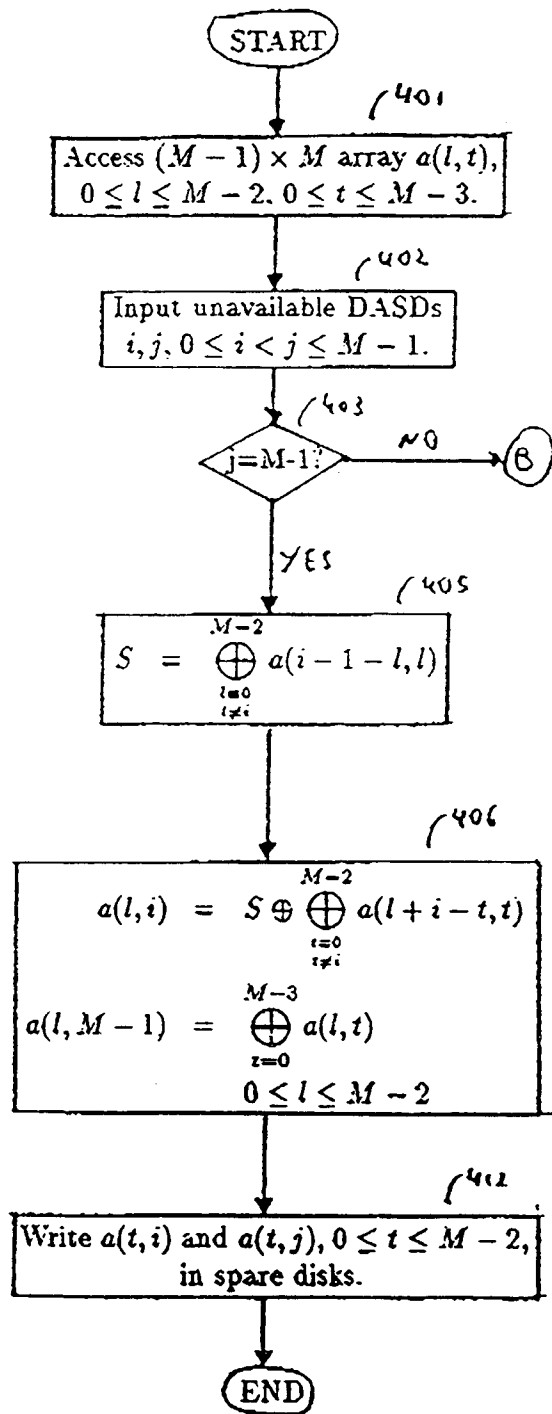 START
401
Access (M − 1) × M array a(l, t),
0 ≤ l ≤ M − 2, 0 ≤ t ≤ M − 3.
402
Input unavailable DASDs
i, j, 0 ≤ i < j ≤ M − 1.
403
j=M-1?
NO
B
YES
405
M−2
S = ⊕ a(i − 1 − l, l)
l=0
l≠i
406
M−2
a(l, i) = S ⊕ ⊕ a(l + i − t, t)
t=0
t≠i
M−3
a(l, M − 1) = ⊕ a(l, t)
t=0
0 ≤ l ≤ M − 2
412
Write a(t, i) and a(t, j), 0 ≤ t ≤ M − 2,
in spare disks.
END